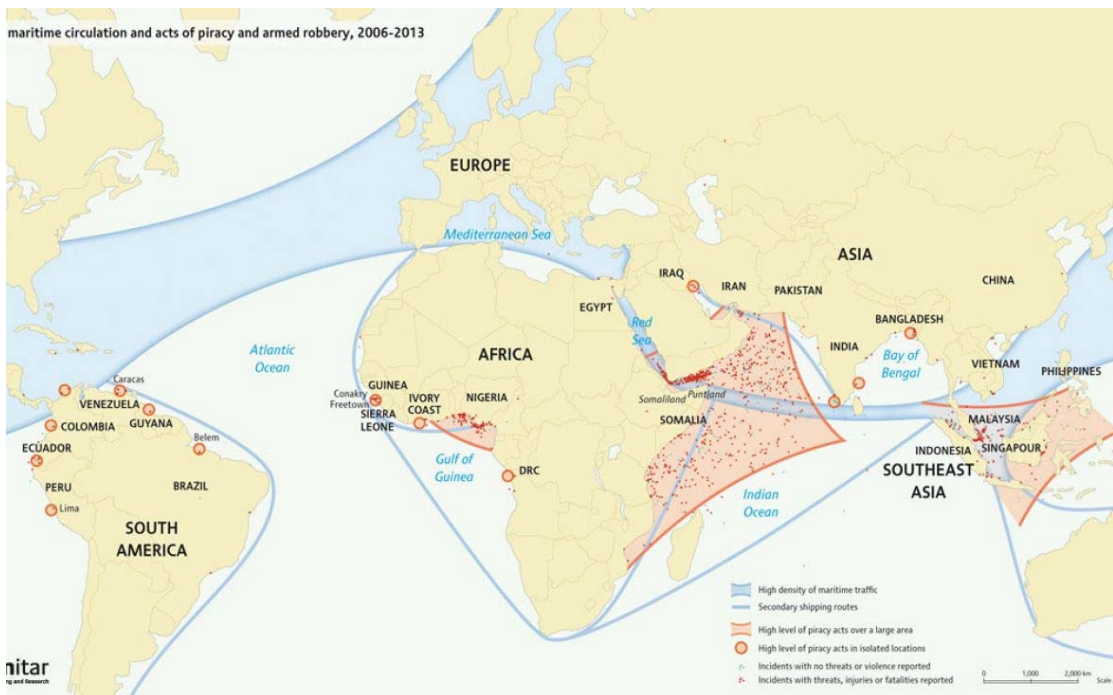 maritime circulation and acts of piracy and armed robbery, 2006-2013
EUROPE
Mediterranean Sea
ASIA
IRAQ
IRAN
PAKISTAN
CHINA
EGYPT
Red
Sea
BANGLADESH
INDIA
Bay of
Bengal
VIETNAM
PHILIPPINES
Atlantic
Ocean
AFRICA
Caracas
VENEZUELA
GUYANA
COLOMBIA
ECUADOR
Belem
PERU
BRAZIL
Lima
SOUTH
AMERICA
GUINEA
Conakry
Freetown
SIERRA
LEONE
IVORY
COAST
NIGERIA
Gulf of
Guinea
DRC
Somaliland
Puntland
SOMALIA
Indian
Ocean
MALAYSIA
INDONESIA
SINGAPOUR
SOUTHEAST
ASIA
High density of maritime traffic
Secondary shipping routes
High level of piracy acts over a large area
High level of piracy acts in isolated locations
Incidents with no threats or violence reported
Incidents with threats, injuries or fatalities reported
0 1,000 2,000 km
Scale
nitar
ng and Research